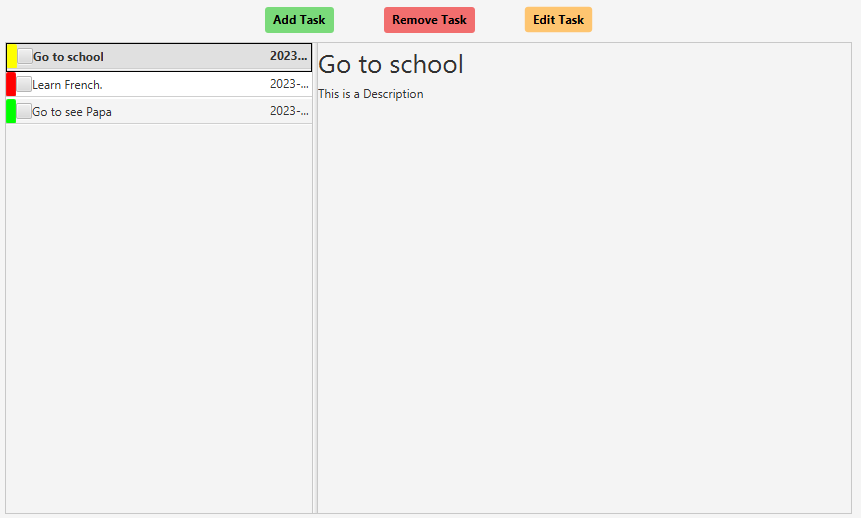 Add Task Remove Task Edit Task
Go to school 2023...
Learn French. 2023-...
Go to see Papa 2023-...
Go to school
This is a Description